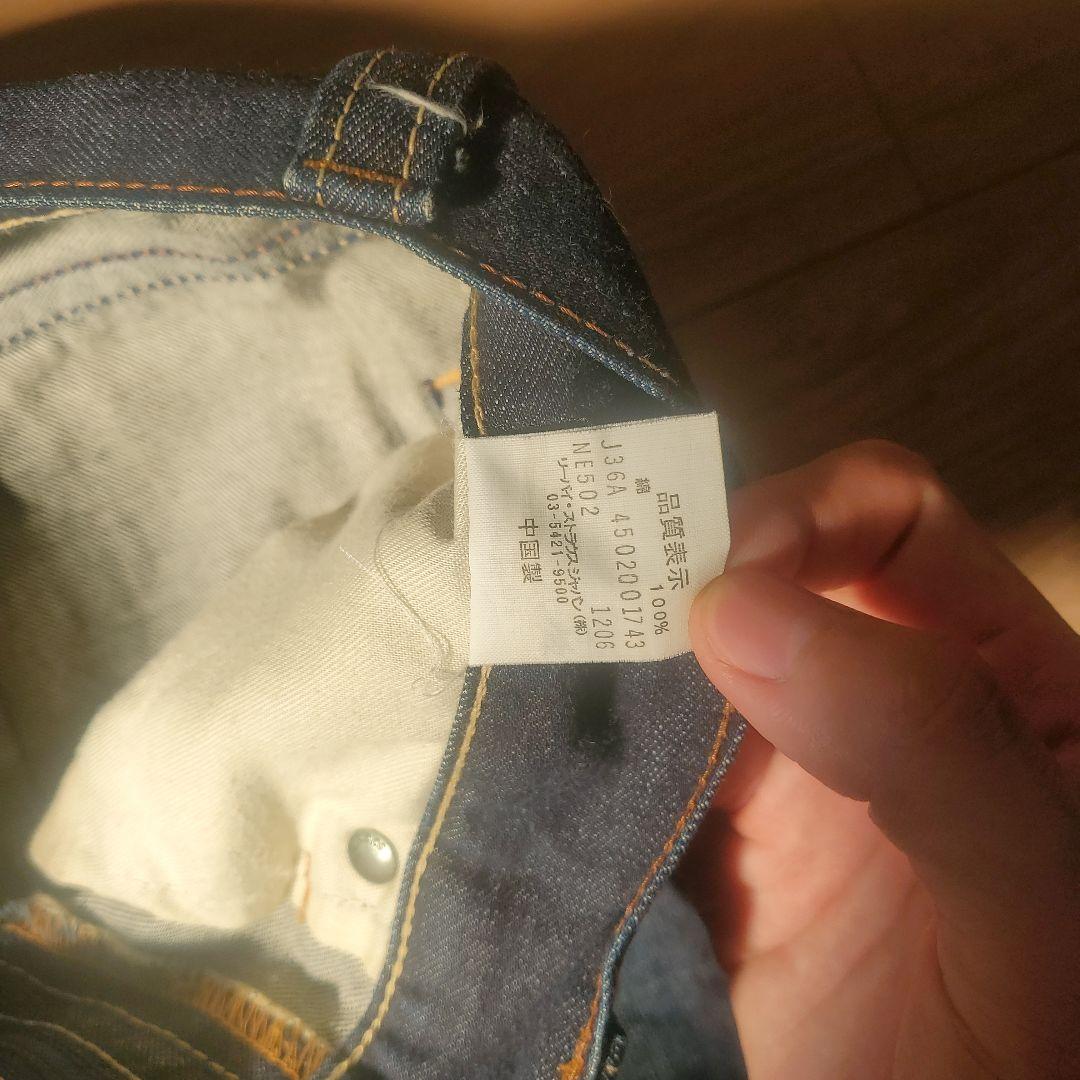 品質表示
綿 100%
J36A 4502001743
NE502 1206
リーバイ・ストラウスジャパン(株)
03-5421-9500
中国製